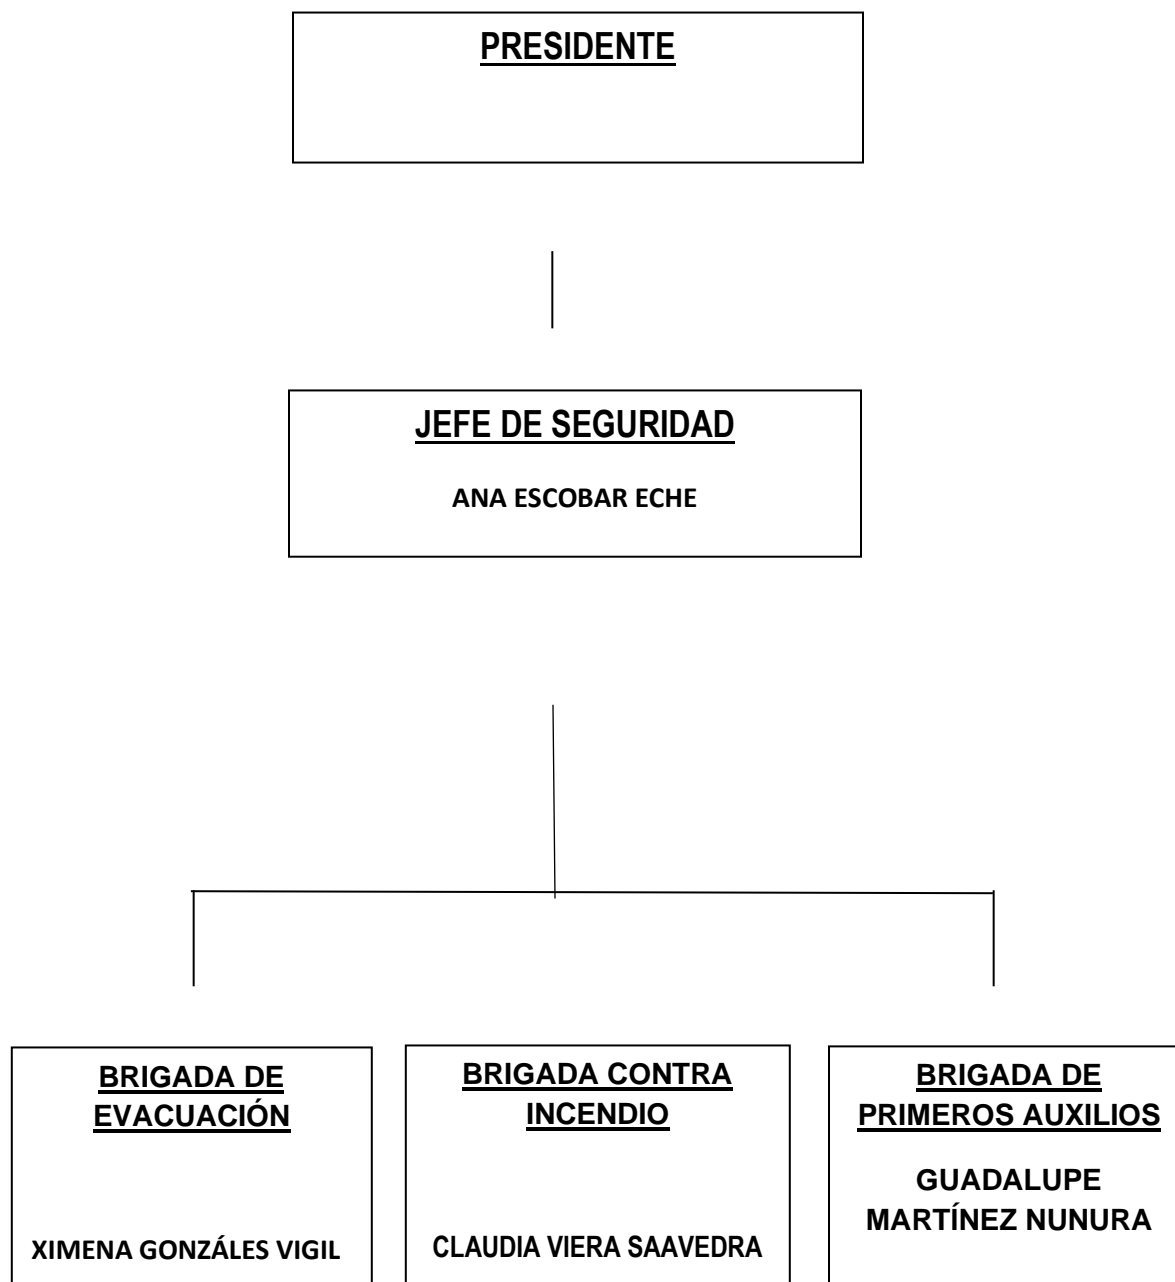 PRESIDENTE
JEFE DE SEGURIDAD
ANA ESCOBAR ECHE
BRIGADA DE
EVACUACIÓN
XIMENA GONZÁLES VIGIL
BRIGADA CONTRA
INCENDIO
CLAUDIA VIERA SAAVEDRA
BRIGADA DE
PRIMEROS AUXILIOS
GUADALUPE
MARTÍNEZ NUNURA